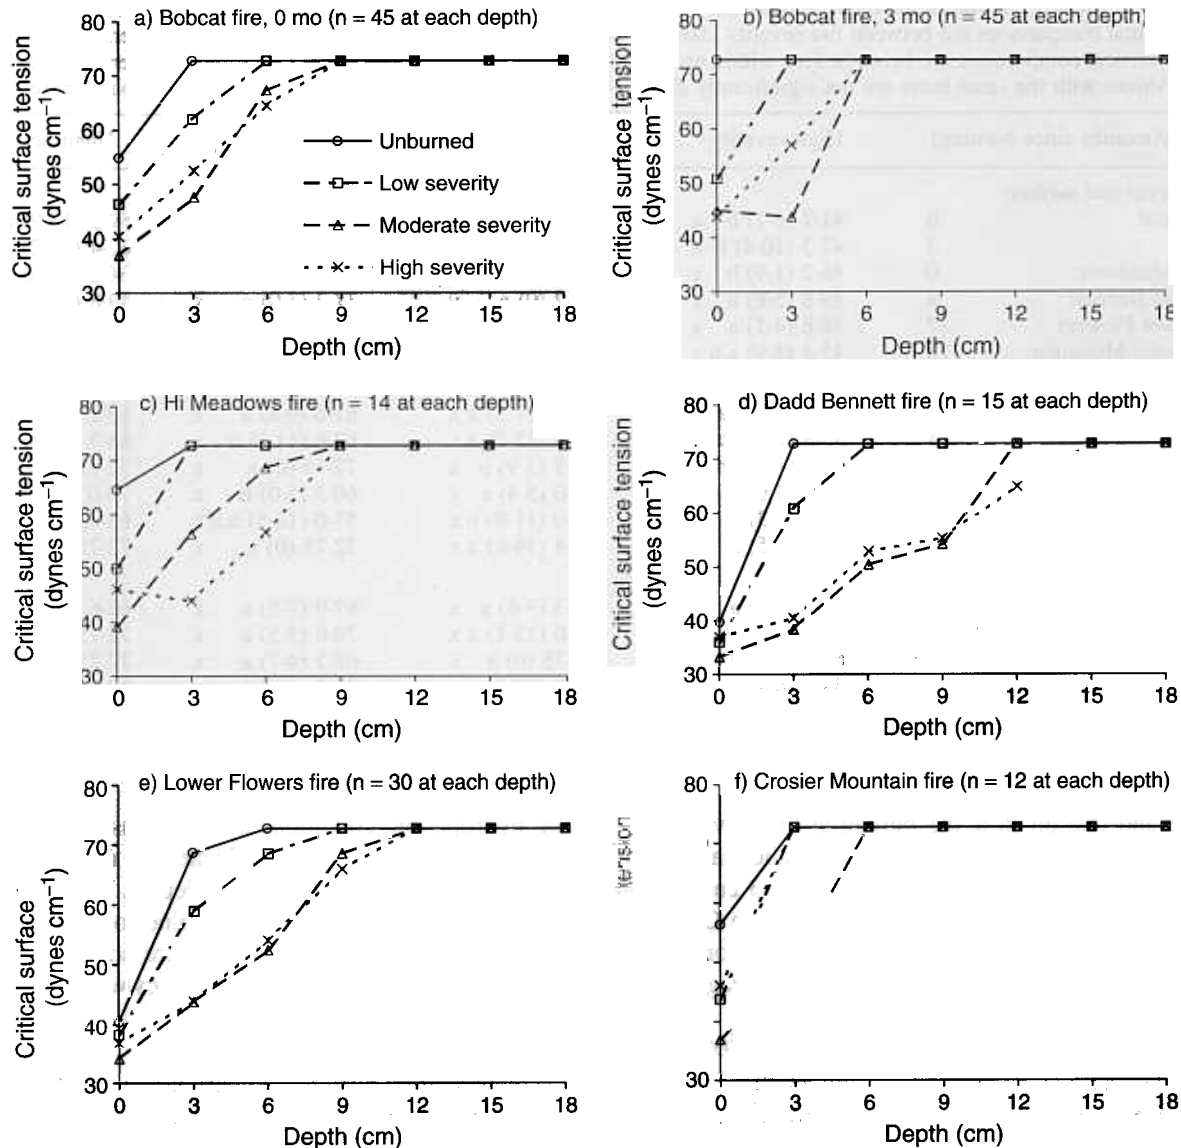 a) Bobcat fire, 0 mo (n = 45 at each depth)
80
70
60
50
40
30
Critical surface tension
(dynes cm⁻¹)
Unburned
Low severity
Moderate severity
High severity
0 3 6 9 12 15 18
Depth (cm)
b) Bobcat fire, 3 mo (n = 45 at each depth)
80
70
60
50
40
30
Critical surface tension
(dynes cm⁻¹)
0 3 6 9 12 15 18
Depth (cm)
c) Hi Meadows fire (n = 14 at each depth)
80
70
60
50
40
30
Critical surface tension
(dynes cm⁻¹)
0 3 6 9 12 15 18
Depth (cm)
d) Dadd Bennett fire (n = 15 at each depth)
80
70
60
50
40
30
Critical surface tension
(dynes cm⁻¹)
0 3 6 9 12 15 18
Depth (cm)
e) Lower Flowers fire (n = 30 at each depth)
80
70
60
50
40
30
Critical surface
(dynes cm⁻¹)
0 3 6 9 12 15 18
Depth (cm)
f) Crosier Mountain fire (n = 12 at each depth)
80
30
tension
0 3 6 9 12 15 18
Depth (cm)